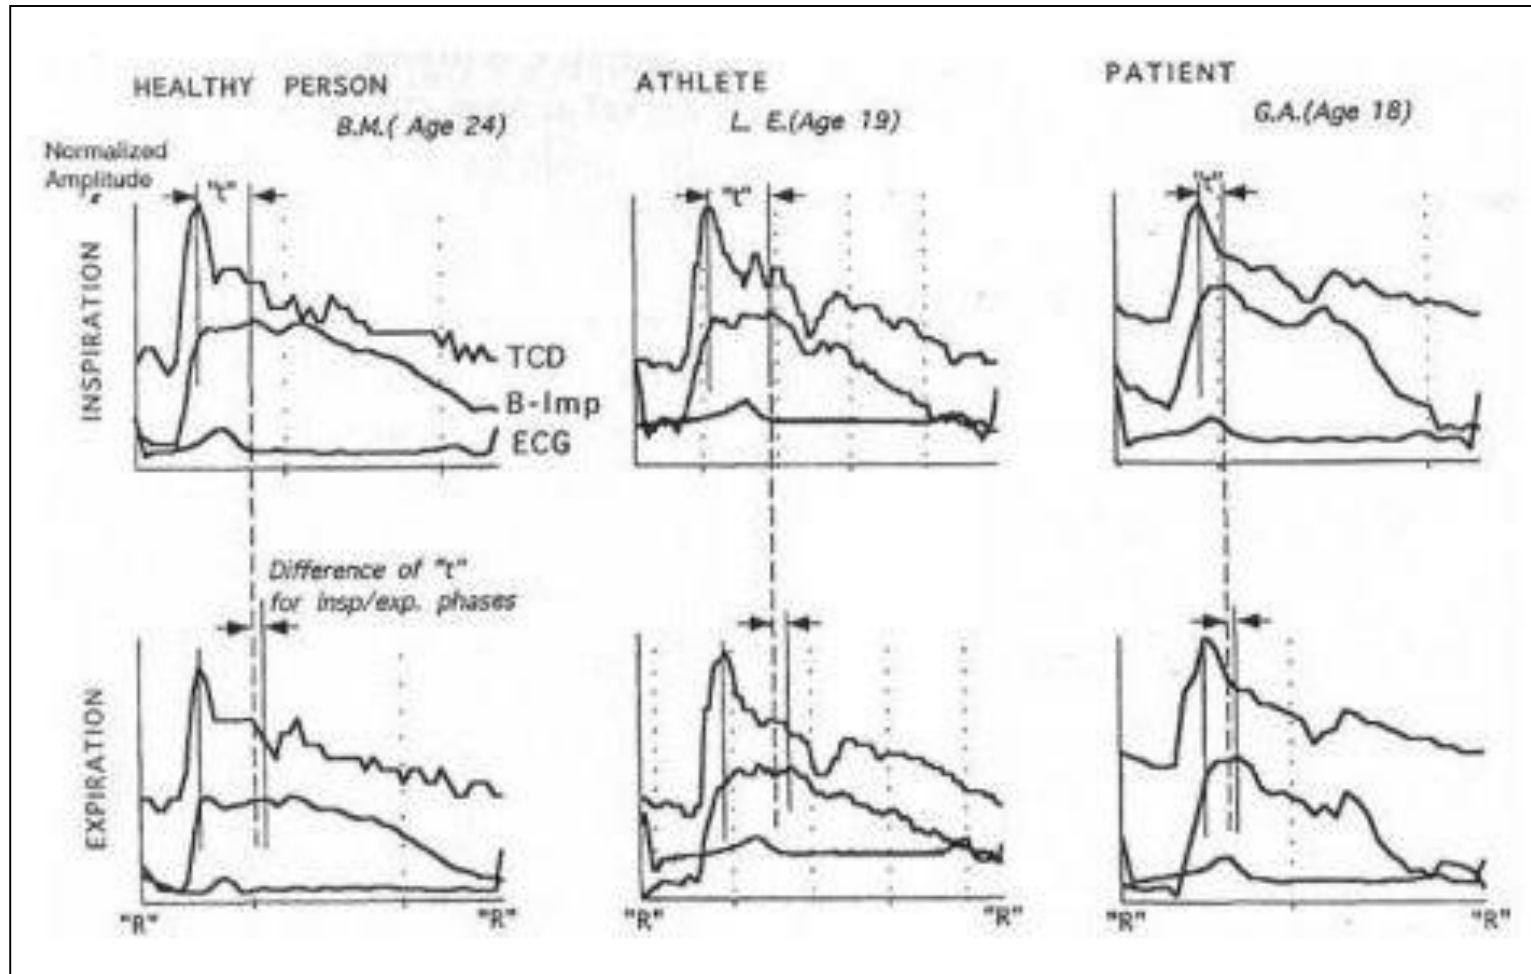 HEALTHY PERSON
B.M.( Age 24)
ATHLETE
L. E.(Age 19)
PATIENT
G.A.(Age 18)
Normalized
Amplitude
"t"
"t"
"t"
INSPIRATION
TCD
B-Imp
ECG
Difference of "t"
for insp/exp. phases
EXPIRATION
"R"
"R"
"R"
"R"
"R"
"R"